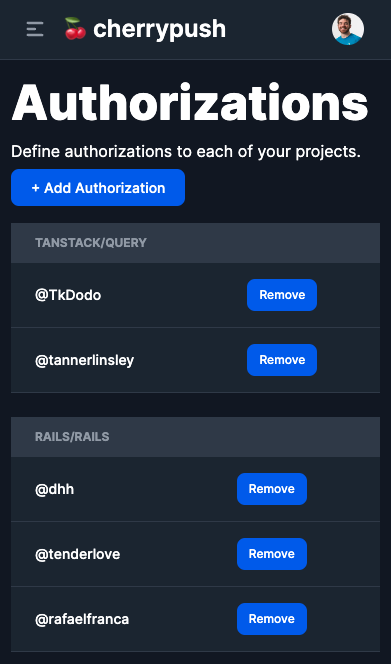 cherrypush
Authorizations
Define authorizations to each of your projects.
+ Add Authorization
TANSTACK/QUERY
@TkDodo Remove
@tannerlinsley Remove
RAILS/RAILS
@dhh Remove
@tenderlove Remove
@rafaelfranca Remove